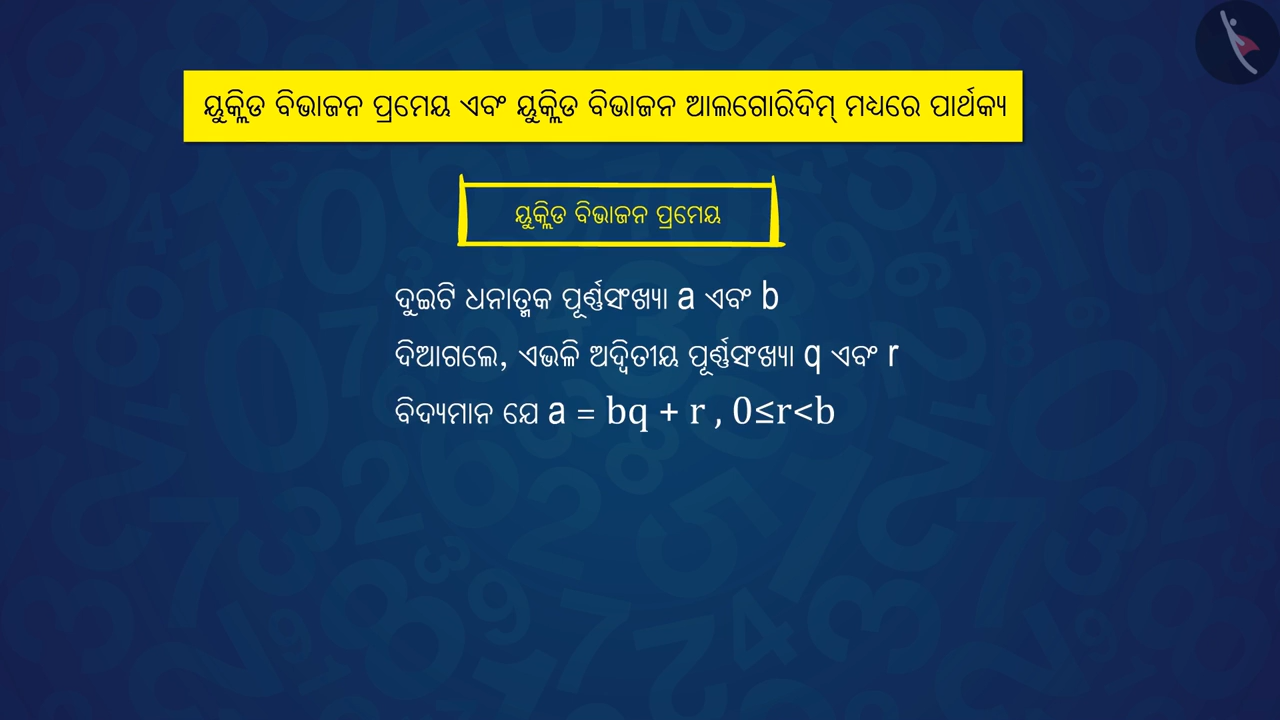 ୟୁକ୍ଲିଡ ବିଭାଜନ ପ୍ରମେୟ ଏବଂ ୟୁକ୍ଲିଡ ବିଭାଜନ ଆଲଗୋରିଦିମ୍ ମଧ୍ୟରେ ପାର୍ଥକ୍ୟ
ୟୁକ୍ଲିଡ ବିଭାଜନ ପ୍ରମେୟ
ଦୁଇଟି ଧନାତ୍ମକ ପୂର୍ଣ୍ଣସଂଖ୍ୟା a ଏବଂ b
ଦିଆଗଲେ, ଏଭଳି ଅଦ୍ୱିତୀୟ ପୂର୍ଣ୍ଣସଂଖ୍ୟା q ଏବଂ r
ବିଦ୍ୟମାନ ଯେ a = bq + r , 0≤r<b